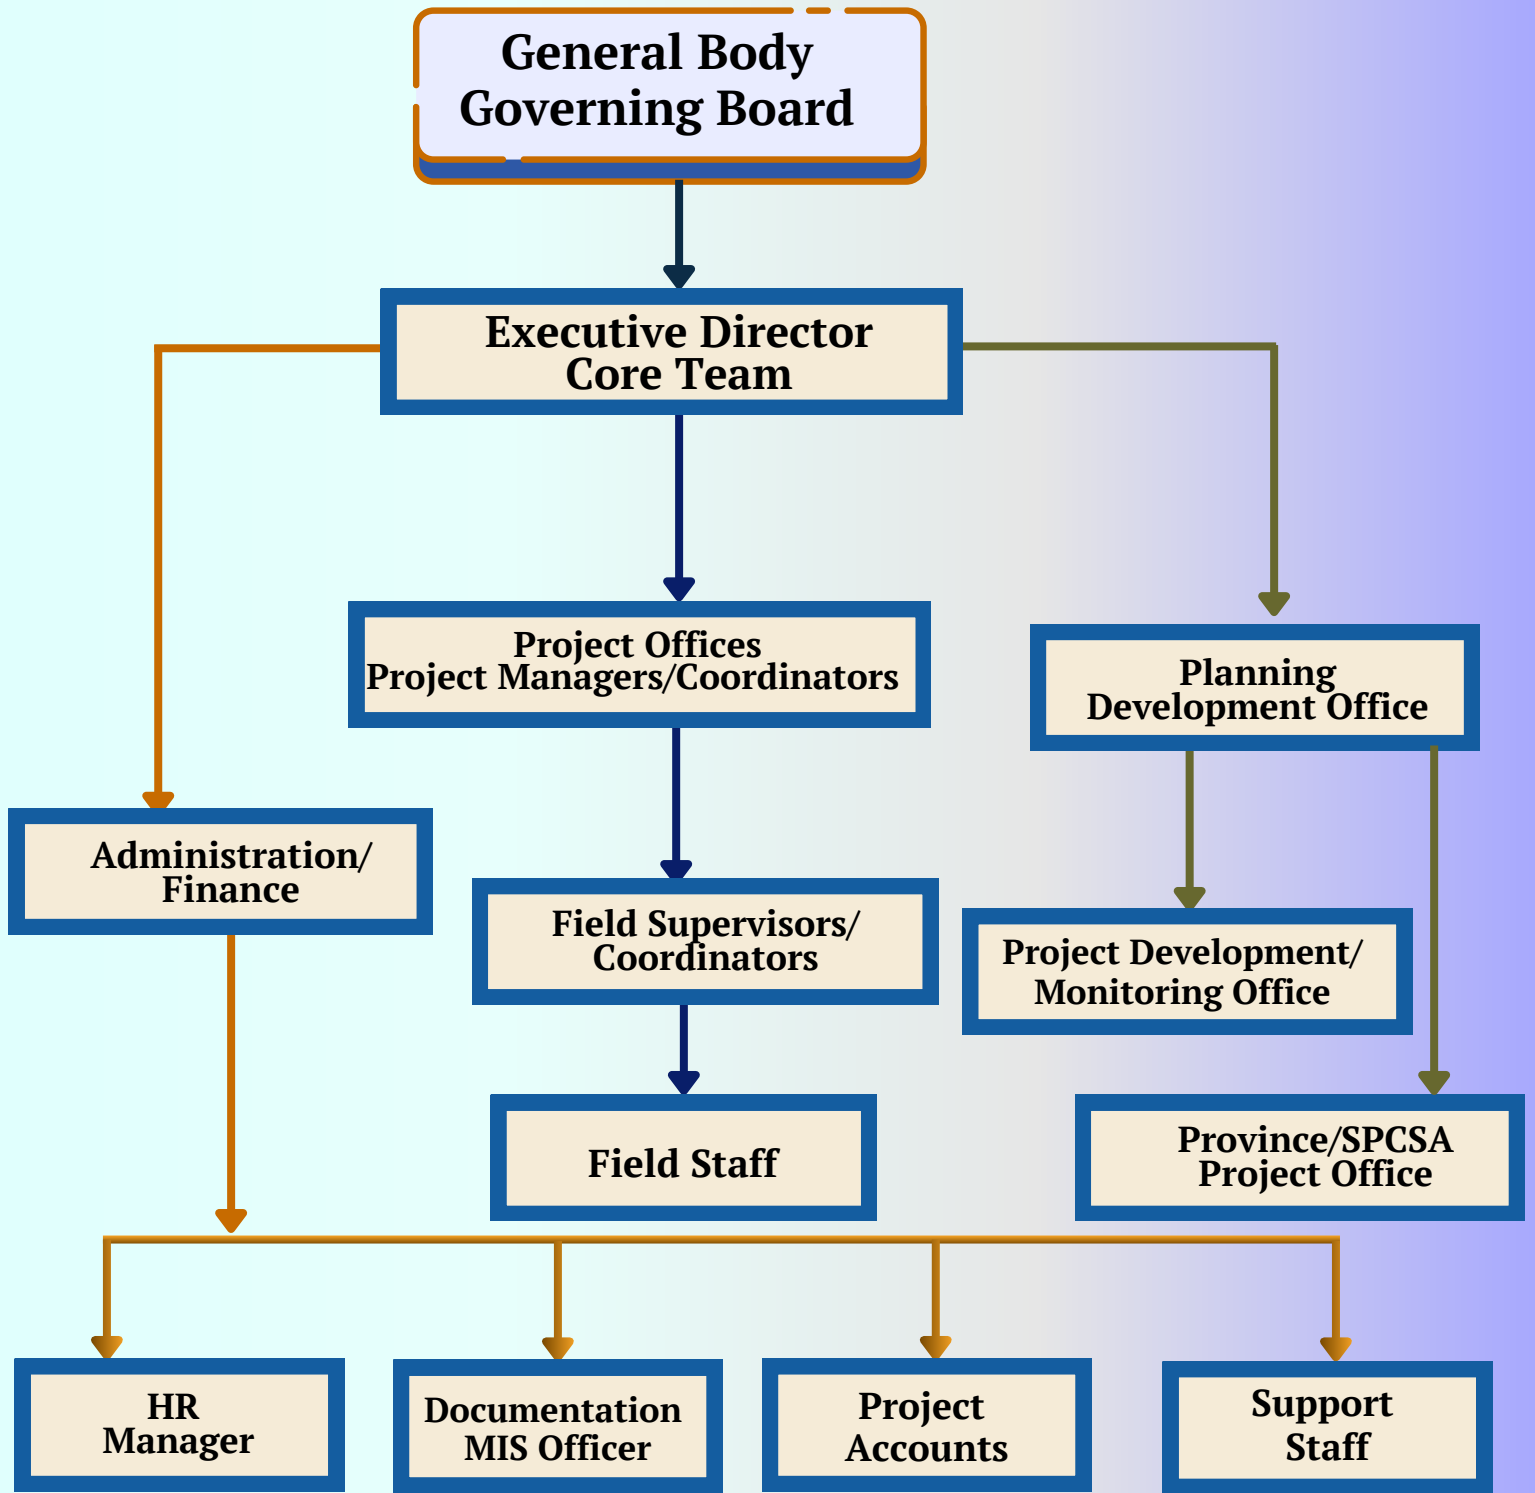 General Body
Governing Board
Executive Director
Core Team
Project Offices
Project Managers/Coordinators
Planning
Development Office
Administration/
Finance
Field Supervisors/
Coordinators
Project Development/
Monitoring Office
Field Staff
Province/SPCSA
Project Office
HR
Manager
Documentation
MIS Officer
Project
Accounts
Support
Staff